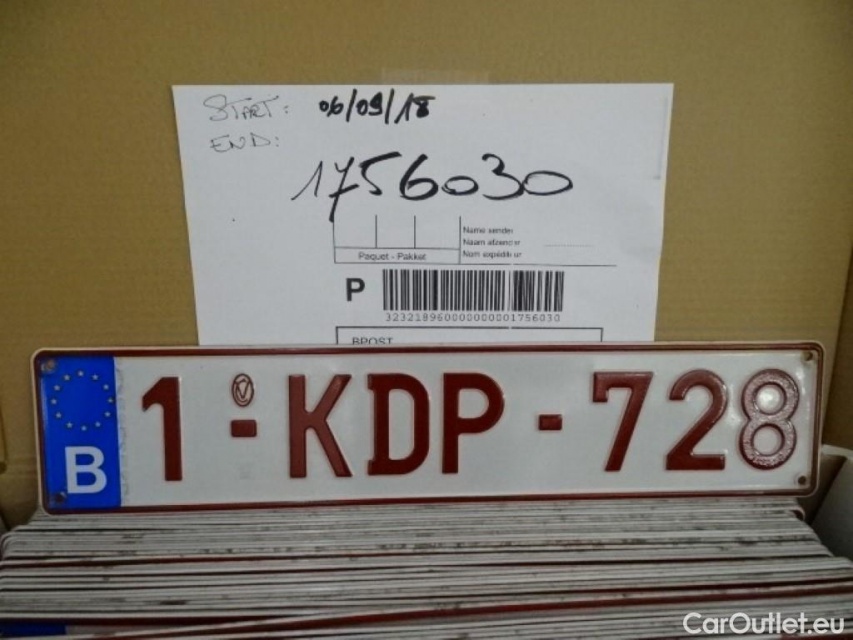 START: 06/09/18
END:
1756030
Name sender
Naam afzender
Paquet - Pakket Nom expéditeur
P
323218960000000001756030
BPOST
B 1-KDP-728
CarOutlet.eu